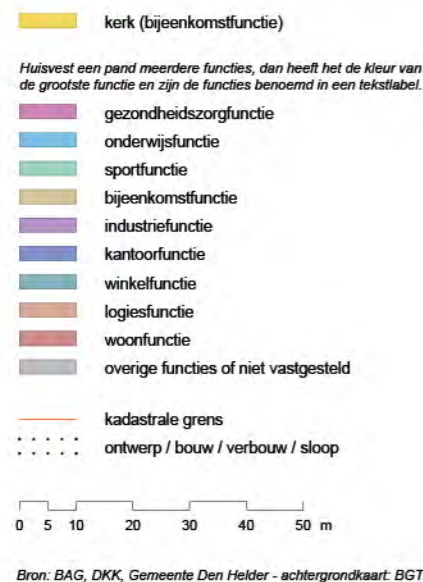 kerk (bijeenkomstfunctie)
Huisvest een pand meerdere functies, dan heeft het de kleur van
de grootste functie en zijn de functies benoemd in een tekstlabel.
gezondheidszorgfunctie
onderwijsfunctie
sportfunctie
bijeenkomstfunctie
industriefunctie
kantoorfunctie
winkelfunctie
logiesfunctie
woonfunctie
overige functies of niet vastgesteld
kadastrale grens
ontwerp / bouw / verbouw / sloop
0 5 10 20 30 40 50 m
Bron: BAG, DKK, Gemeente Den Helder - achtergrondkaart: BGT